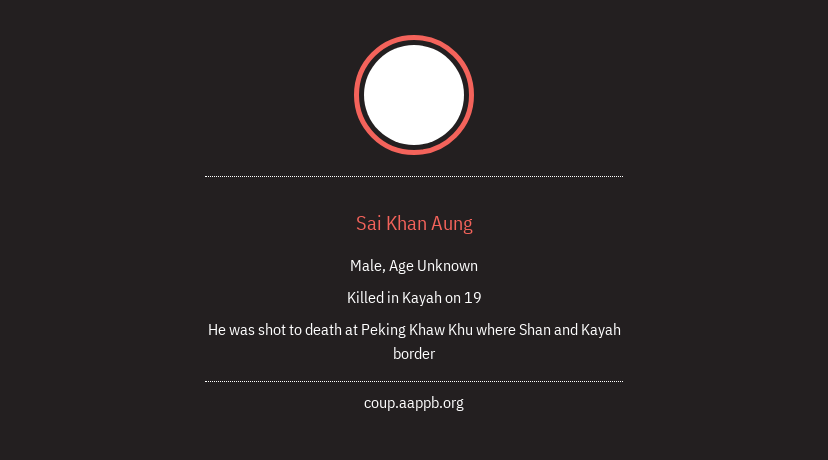 Sai Khan Aung
Male, Age Unknown
Killed in Kayah on 19
He was shot to death at Peking Khaw Khu where Shan and Kayah
border
coup.aappb.org